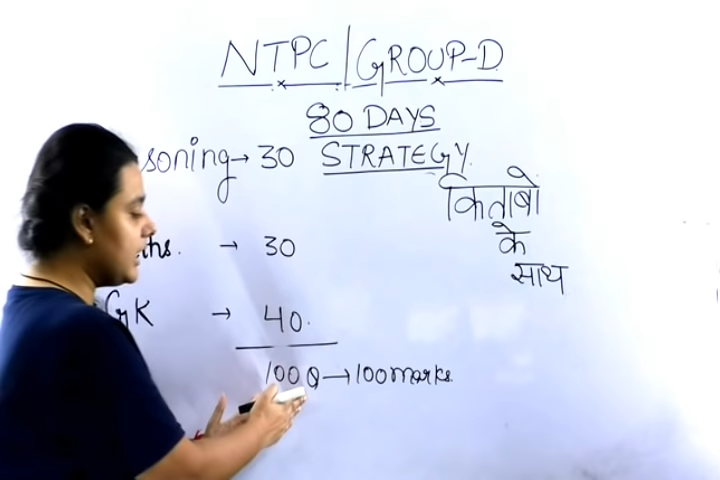 NTPC | GROUP-D
80 DAYS
STRATEGY
soning → 30
ths. → 30
GK → 40.
100 Q → 100 marks.
किताबो
के
साथ